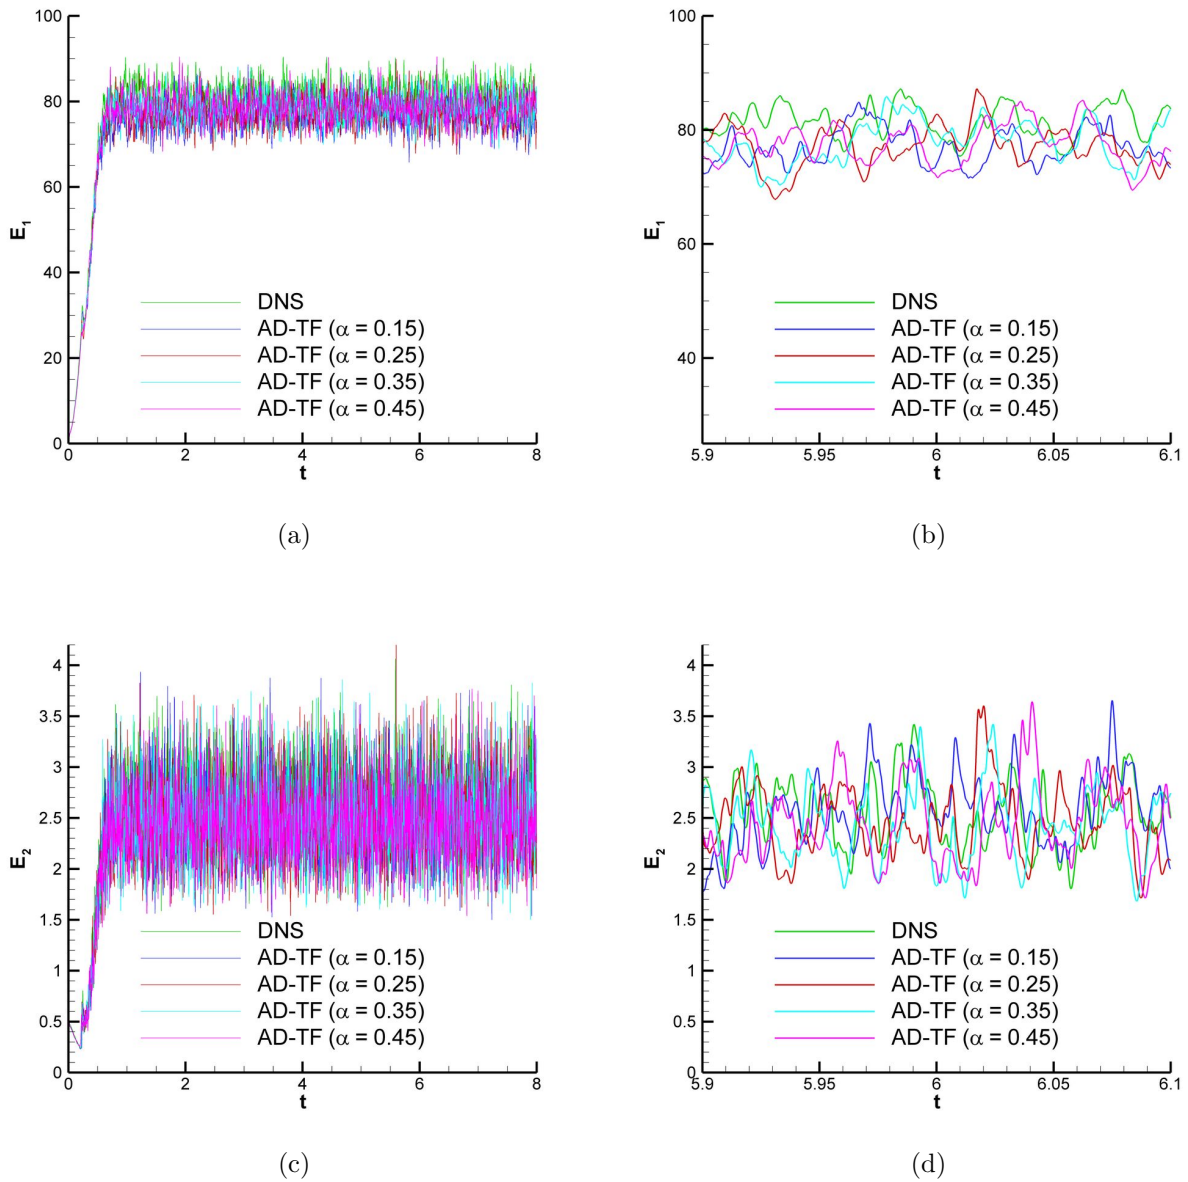 100
80
60
40
20
0
E1
0 2 4 6 8
t
DNS
AD-TF (α = 0.15)
AD-TF (α = 0.25)
AD-TF (α = 0.35)
AD-TF (α = 0.45)
(a)
100
80
60
40
E1
5.9 5.95 6 6.05 6.1
t
DNS
AD-TF (α = 0.15)
AD-TF (α = 0.25)
AD-TF (α = 0.35)
AD-TF (α = 0.45)
(b)
4
3.5
3
2.5
2
1.5
1
0.5
0
E2
0 2 4 6 8
t
DNS
AD-TF (α = 0.15)
AD-TF (α = 0.25)
AD-TF (α = 0.35)
AD-TF (α = 0.45)
(c)
4
3.5
3
2.5
2
1.5
1
0.5
0
E2
5.9 5.95 6 6.05 6.1
t
DNS
AD-TF (α = 0.15)
AD-TF (α = 0.25)
AD-TF (α = 0.35)
AD-TF (α = 0.45)
(d)